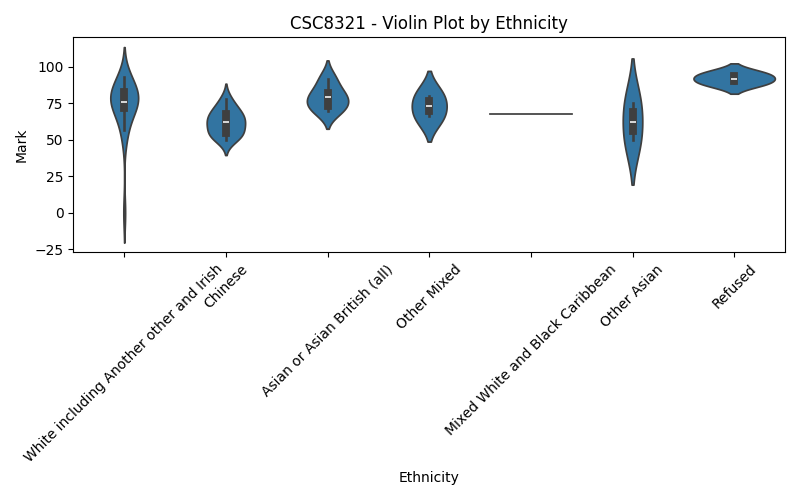 CSC8321 - Violin Plot by Ethnicity
Mark
100
75
50
25
0
−25
White including Another other and Irish
Chinese
Asian or Asian British (all)
Other Mixed
Mixed White and Black Caribbean
Other Asian
Refused
Ethnicity